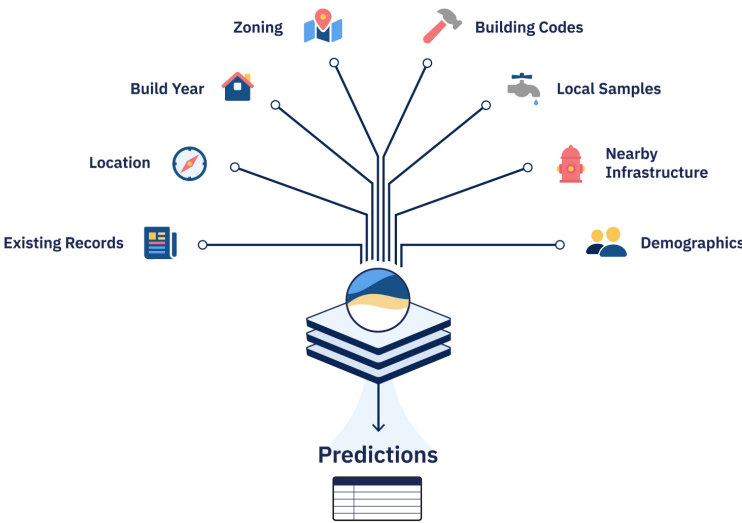 Zoning
Building Codes
Build Year
Local Samples
Location
Nearby
Infrastructure
Existing Records
Demographics
Predictions